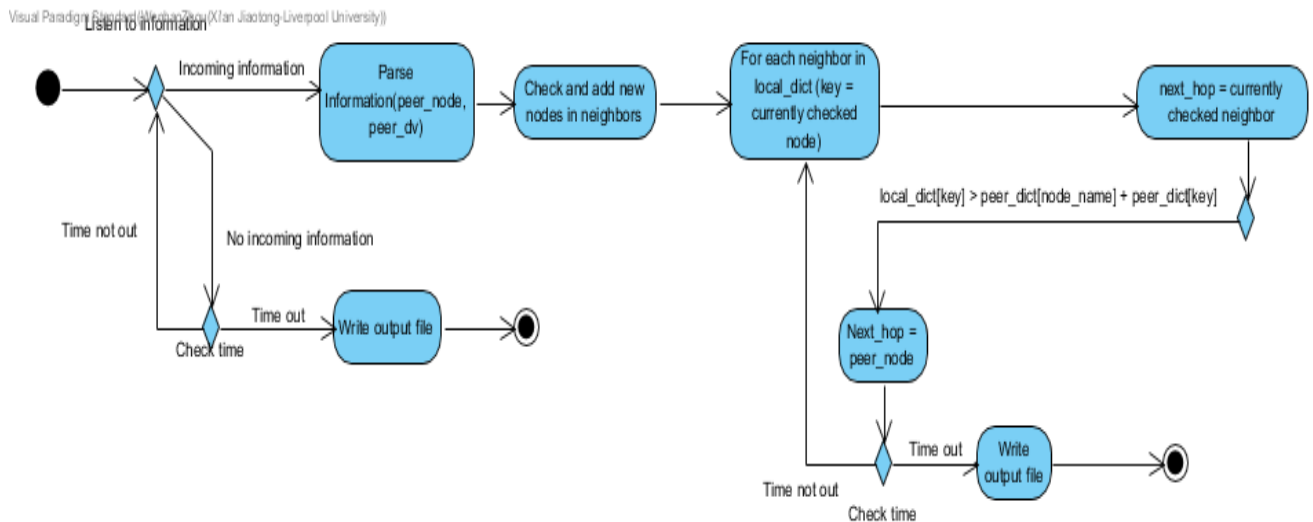 Visual Paradigm Standard(WenhanZhou(Xi'an Jiaotong-Liverpool University))
Listen to information
Incoming information
Parse
Information(peer_node,
peer_dv)
Check and add new
nodes in neighbors
For each neighbor in
local_dict (key =
currently checked
node)
next_hop = currently
checked neighbor
local_dict[key] > peer_dict[node_name] + peer_dict[key]
Time not out
No incoming information
Time out
Write output file
Check time
Next_hop =
peer_node
Time out
Write
output file
Time not out
Check time